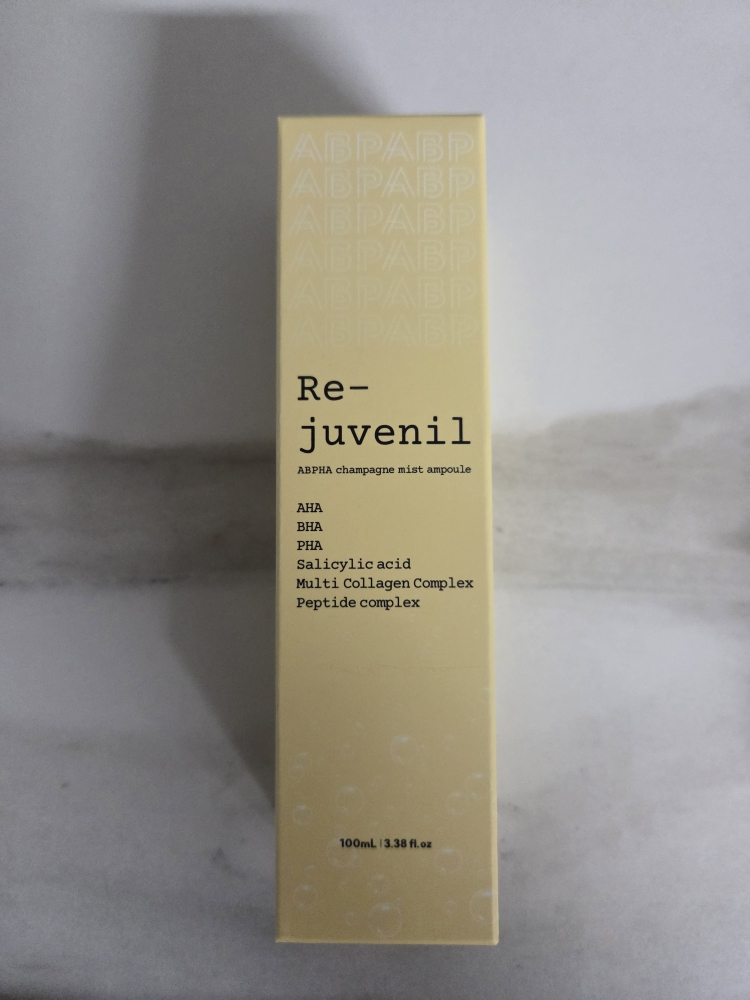 ABPABP
ABPABP
ABPABP
ABPABP
ABPABP
ABPABP
Re-
juvenil
ABPHA champagne mist ampoule
AHA
BHA
PHA
Salicylic acid
Multi Collagen Complex
Peptide complex
100mL | 3.38 fl.oz